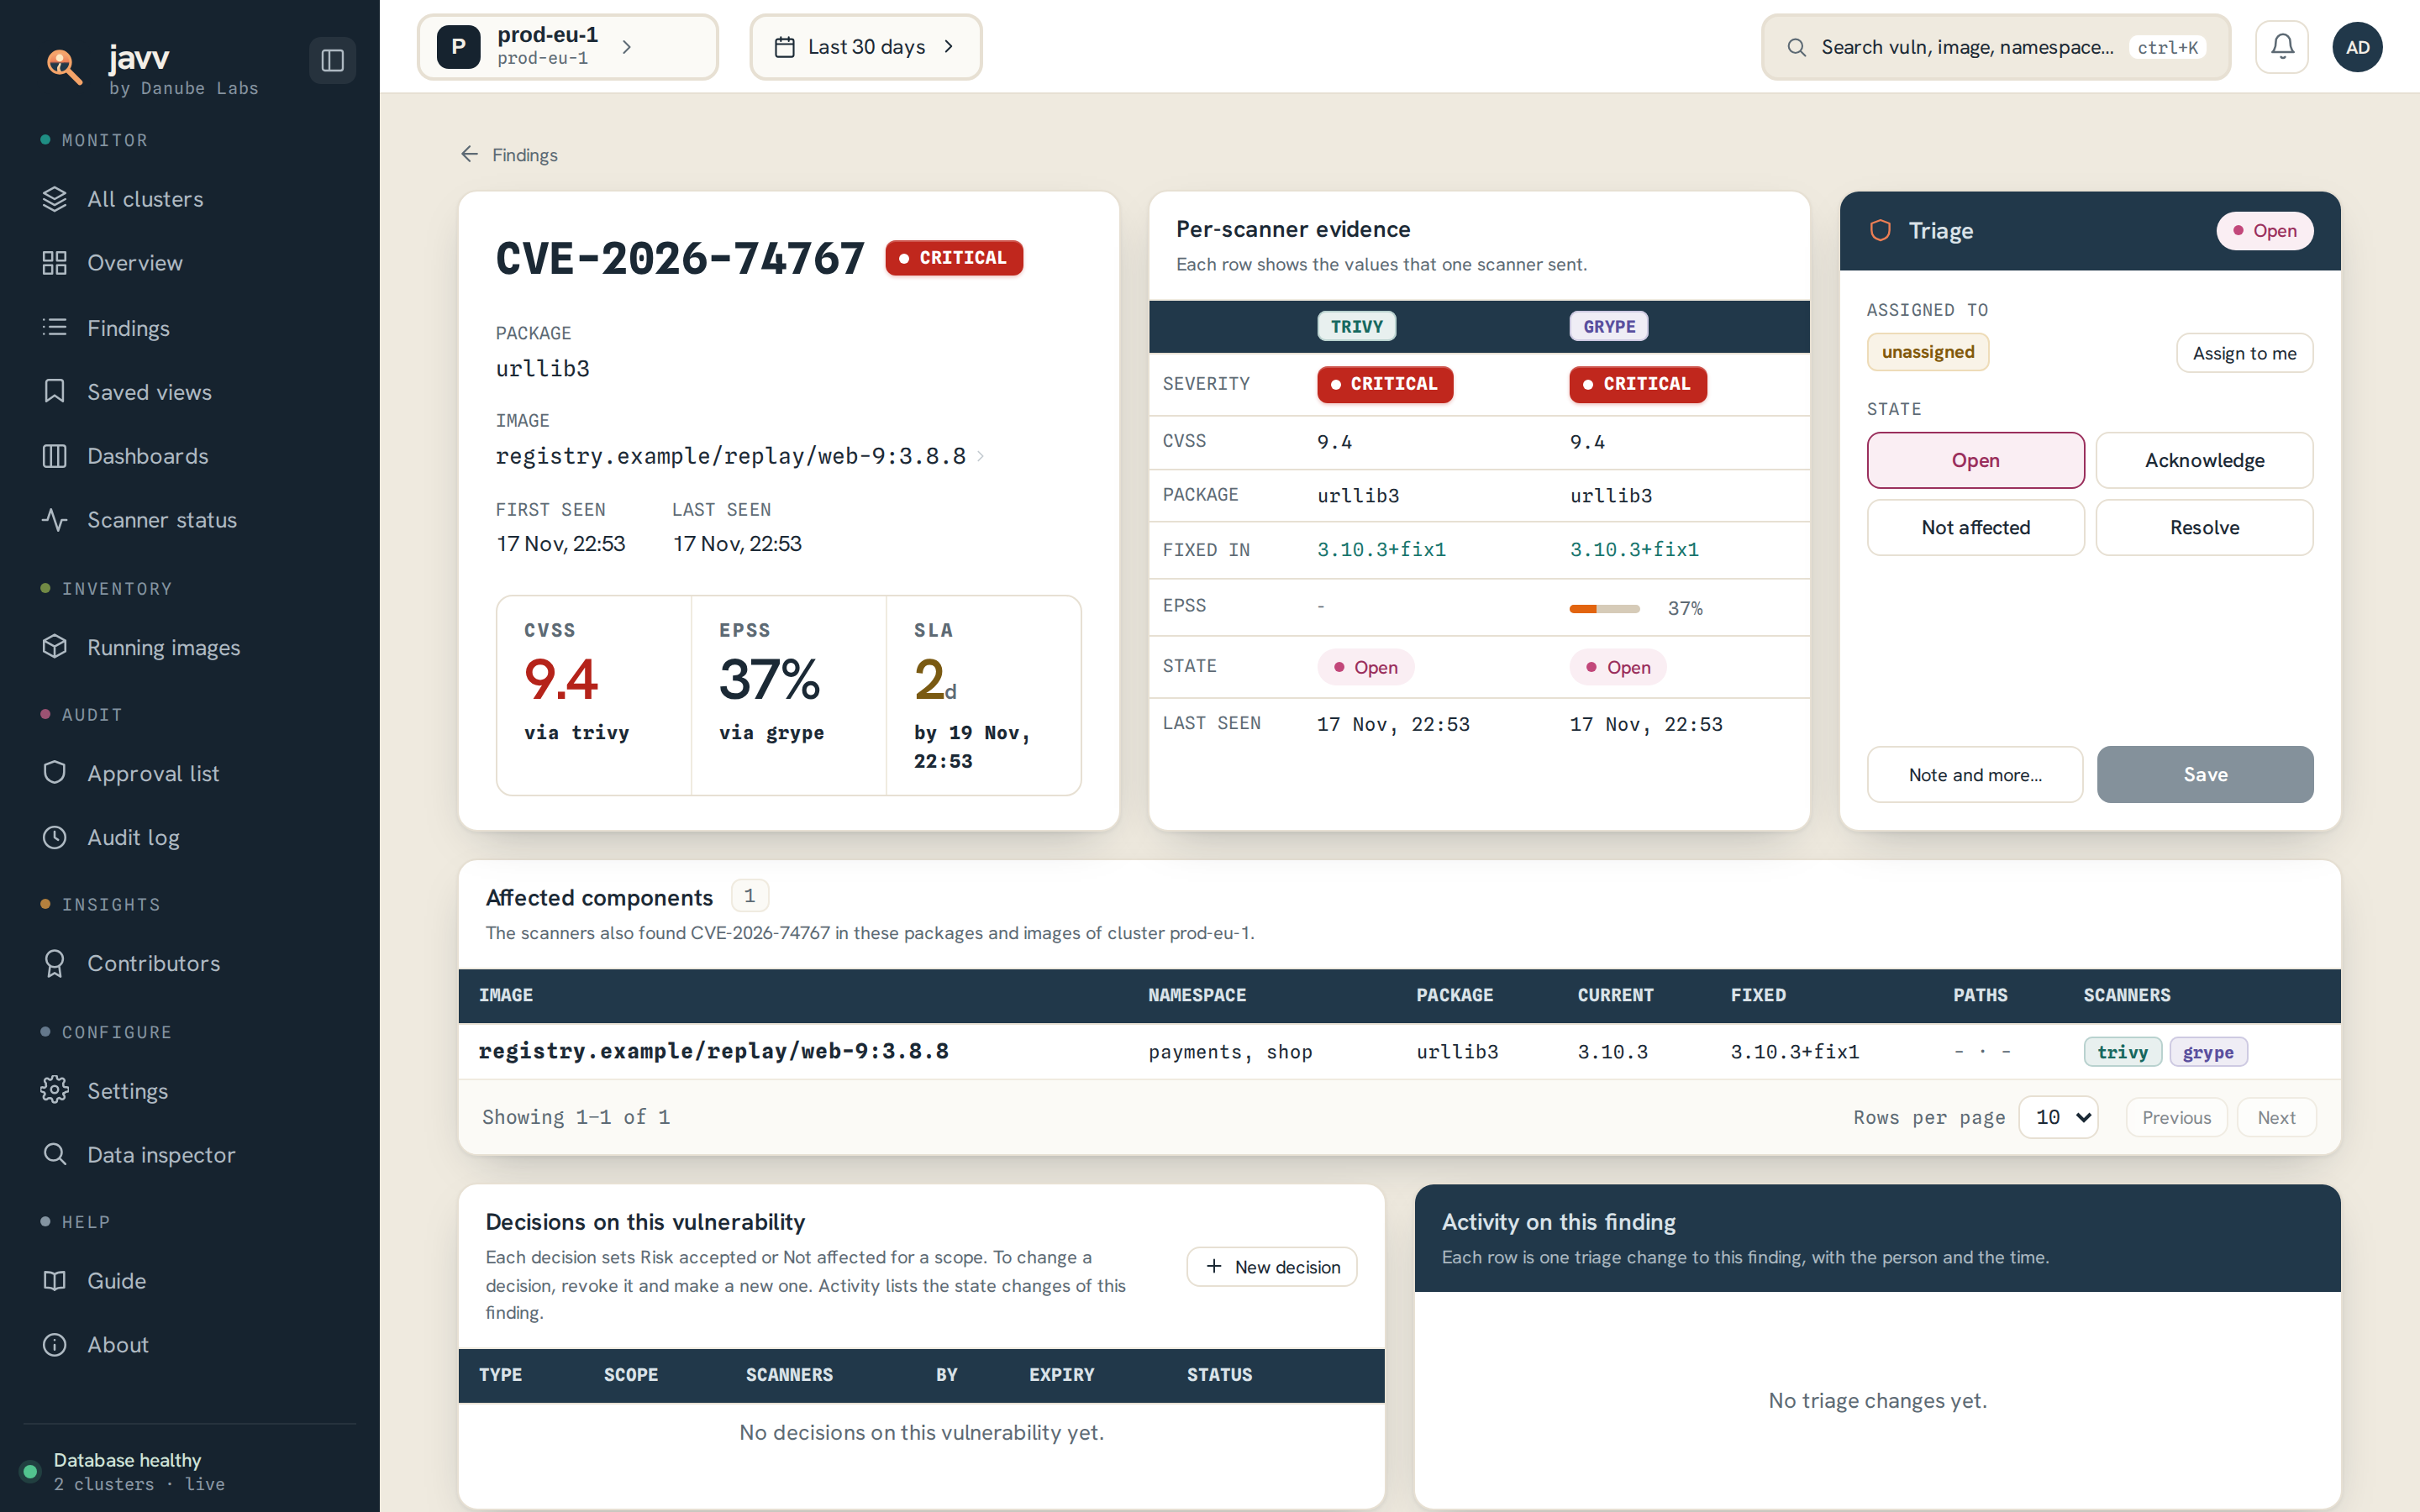 javv
by Danube Labs
MONITOR
All clusters
Overview
Findings
Saved views
Dashboards
Scanner status
INVENTORY
Running images
AUDIT
Approval list
Audit log
INSIGHTS
Contributors
CONFIGURE
Settings
Data inspector
HELP
Guide
About
Database healthy
2 clusters · live
P
prod-eu-1
prod-eu-1
Last 30 days
Search vuln, image, namespace... ctrl+K
AD
Findings
CVE-2026-74767 CRITICAL
PACKAGE
urllib3
IMAGE
registry.example/replay/web-9:3.8.8
FIRST SEEN LAST SEEN
17 Nov, 22:53 17 Nov, 22:53
CVSS EPSS SLA
9.4 37% 2d
via trivy via grype by 19 Nov,
22:53
Per-scanner evidence
Each row shows the values that one scanner sent.
TRIVY GRYPE
SEVERITY CRITICAL CRITICAL
CVSS 9.4 9.4
PACKAGE urllib3 urllib3
FIXED IN 3.10.3+fix1 3.10.3+fix1
EPSS - 37%
STATE Open Open
LAST SEEN 17 Nov, 22:53 17 Nov, 22:53
Triage Open
ASSIGNED TO
unassigned Assign to me
STATE
Open Acknowledge
Not affected Resolve
Note and more... Save
Affected components 1
The scanners also found CVE-2026-74767 in these packages and images of cluster prod-eu-1.
IMAGE NAMESPACE PACKAGE CURRENT FIXED PATHS SCANNERS
registry.example/replay/web-9:3.8.8 payments, shop urllib3 3.10.3 3.10.3+fix1 - · - trivy grype
Showing 1–1 of 1 Rows per page 10 Previous Next
Decisions on this vulnerability
Each decision sets Risk accepted or Not affected for a scope. To change a
decision, revoke it and make a new one. Activity lists the state changes of this
finding.
New decision
TYPE SCOPE SCANNERS BY EXPIRY STATUS
No decisions on this vulnerability yet.
Activity on this finding
Each row is one triage change to this finding, with the person and the time.
No triage changes yet.